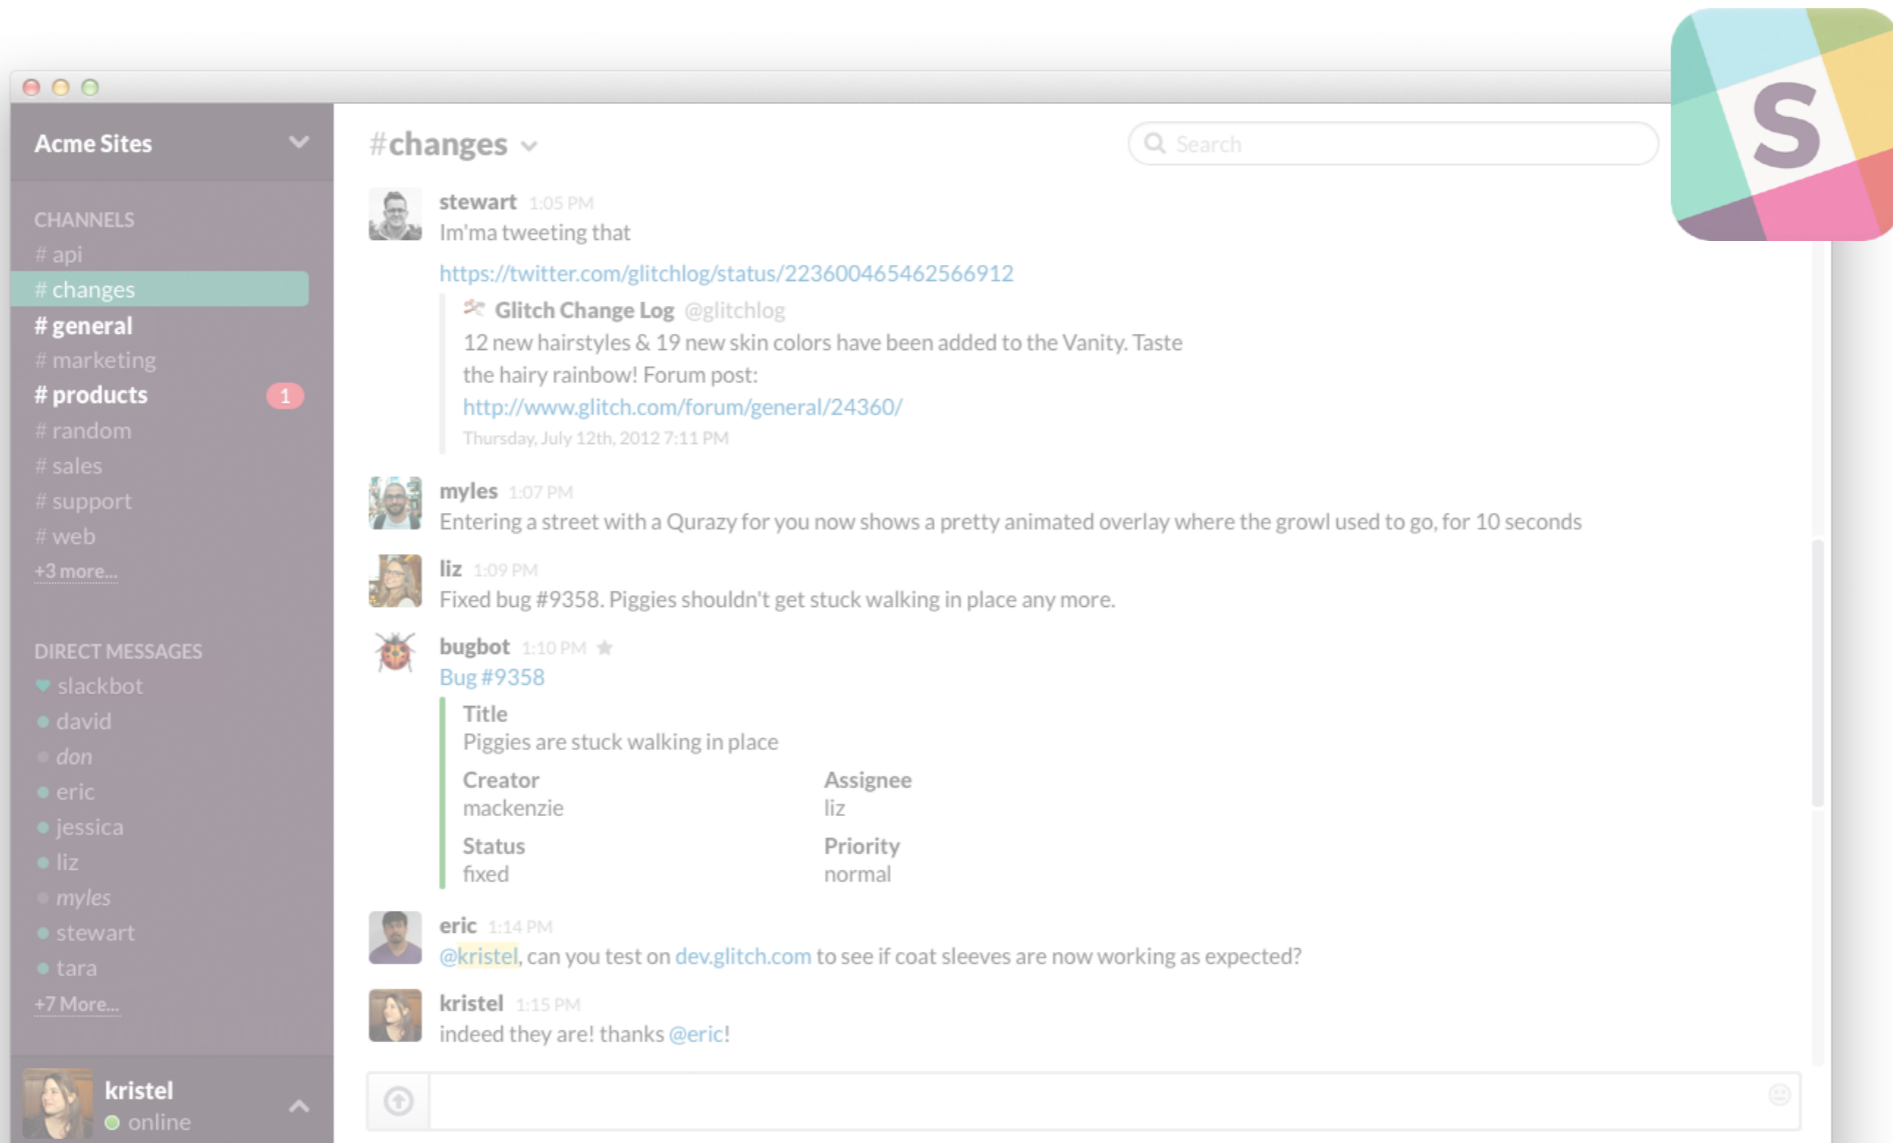 S
Acme Sites
CHANNELS
# api
# changes
# general
# marketing
# products 1
# random
# sales
# support
# web
+3 more...
DIRECT MESSAGES
slackbot
david
don
eric
jessica
liz
myles
stewart
tara
+7 More...
kristel
online
#changes
Search
stewart 1:05 PM
Im'ma tweeting that
https://twitter.com/glitchlog/status/223600465462566912
Glitch Change Log @glitchlog
12 new hairstyles & 19 new skin colors have been added to the Vanity. Taste
the hairy rainbow! Forum post:
http://www.glitch.com/forum/general/24360/
Thursday, July 12th, 2012 7:11 PM
myles 1:07 PM
Entering a street with a Qurazy for you now shows a pretty animated overlay where the growl used to go, for 10 seconds
liz 1:09 PM
Fixed bug #9358. Piggies shouldn't get stuck walking in place any more.
bugbot 1:10 PM
Bug #9358
Title
Piggies are stuck walking in place
Creator Assignee
mackenzie liz
Status Priority
fixed normal
eric 1:14 PM
@kristel, can you test on dev.glitch.com to see if coat sleeves are now working as expected?
kristel 1:15 PM
indeed they are! thanks @eric!